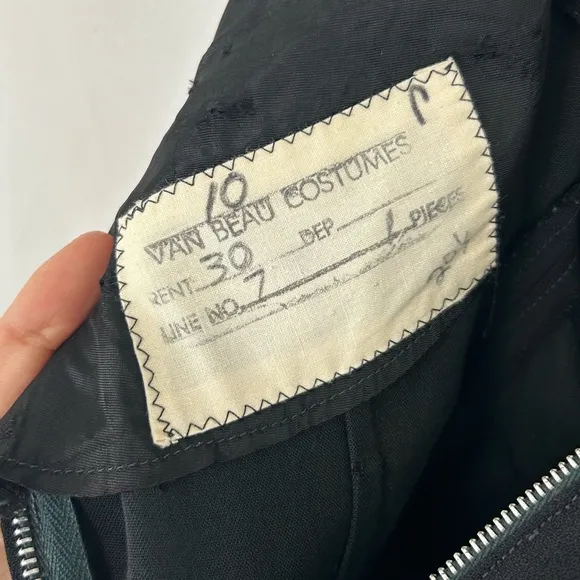 10
VAN BEAU COSTUMES
RENT 30 DEP 1 PIECES
LINE NO. 7